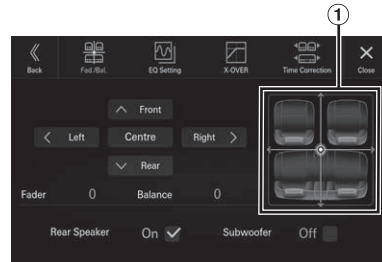 1
Back
Fad./Bal.
EQ Setting
X-OVER
Time Correction
Close
Front
Left
Centre
Right
Rear
Fader 0 Balance 0
Rear Speaker On Subwoofer Off